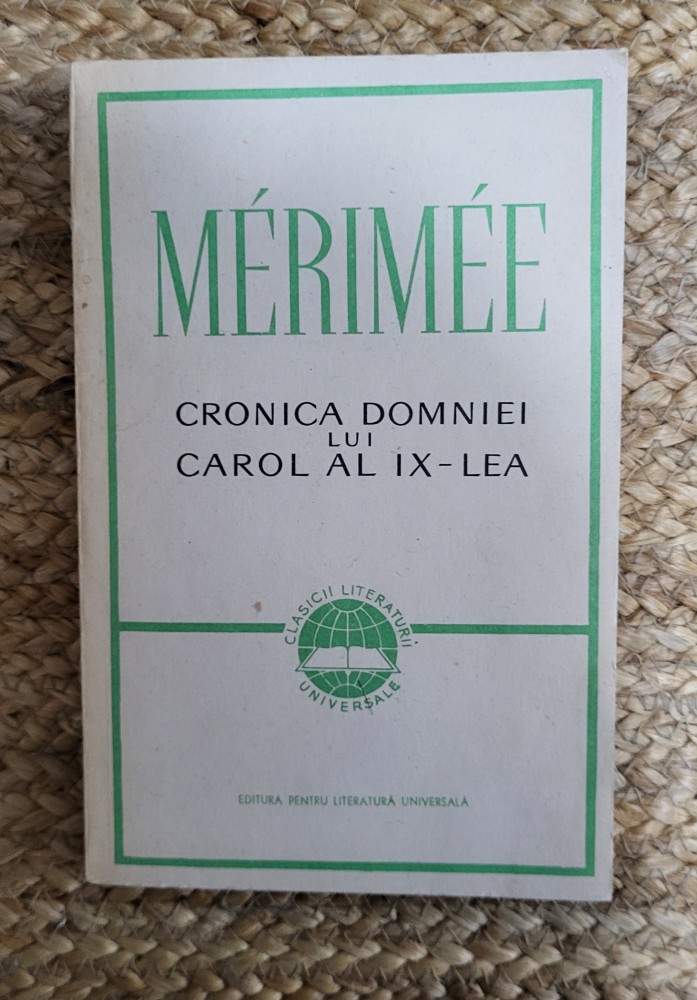 MÉRIMÉE
CRONICA DOMNIEI
LUI
CAROL AL IX-LEA
CLASICII LITERATURII
UNIVERSALE
EDITURA PENTRU LITERATURĂ UNIVERSALĂ